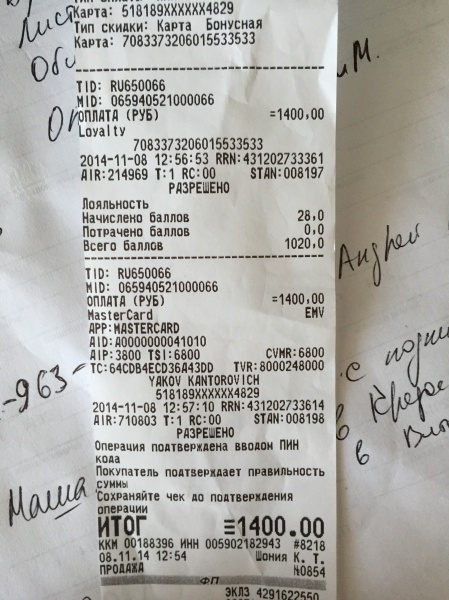 Карта: 518189XXXXXX4829
Тип скидки: Карта Бонусная
Карта: 7083373206015533533
TID: RU650066
MID: 065940521000066
ОПЛАТА (РУБ) =1400,00
Loyalty
7083373206015533533
2014-11-08 12:56:53 RRN:431202733361
AIR:214969 T:1 RC:00 STAN:008197
РАЗРЕШЕНО
Лояльность
Начислено баллов 28,0
Потрачено баллов 0,0
Всего баллов 1020,0
TID: RU650066
MID: 065940521000066
ОПЛАТА (РУБ) =1400,00
MasterCard EMV
APP:MASTERCARD
AID:A0000000041010
AIP:3800 TSI:6800 CVMR:6800
TC:64CDB4ECD36A43DD TVR:8000248000
YAKOV KANTOROVICH
518189XXXXXX4829
2014-11-08 12:57:10 RRN:431202733614
AIR:710803 T:1 RC:00 STAN:008198
РАЗРЕШЕНО
Операция подтверждена вводом ПИН
кода
Покупатель подтверждает правильность
суммы
Сохраняйте чек до подтверждения
операции
ИТОГ ≡1400.00
ККМ 00188396 ИНН 005902182943 #8218
08.11.14 12:54 Шония К. Т.
ПРОДАЖА №0854
ФП
ЭКЛЗ 4291622550
Лист
Андрей
-963-
с
в
в
Маша